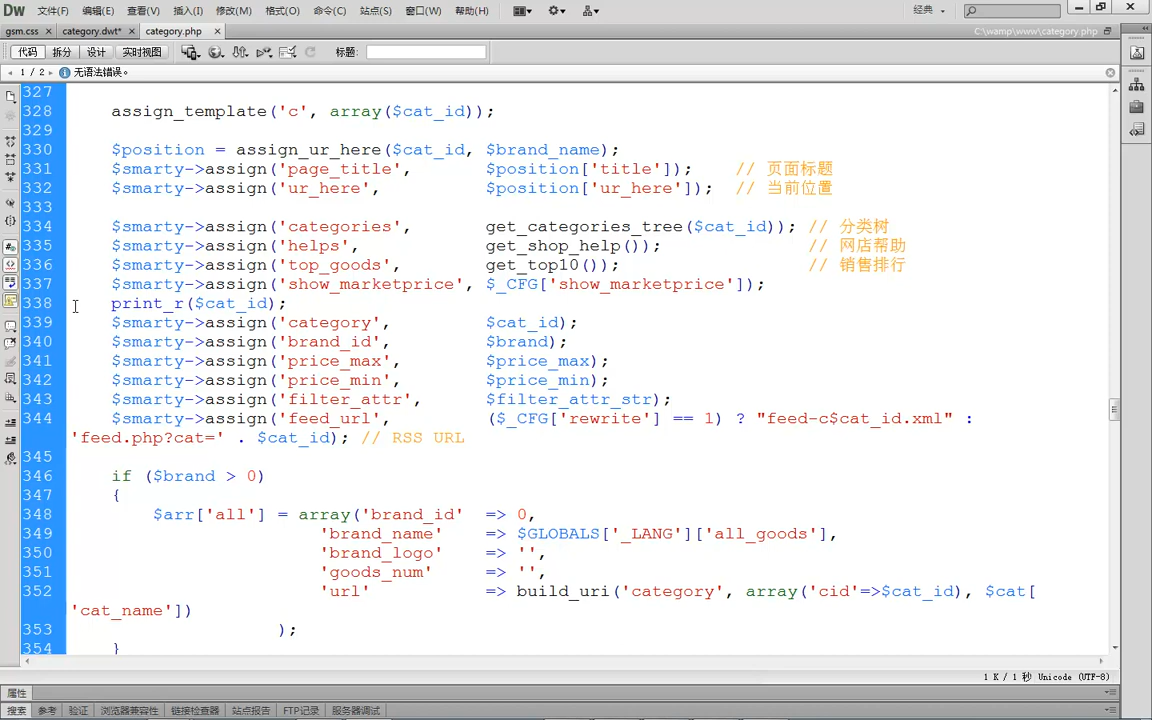 Dw 文件(F) 编辑(E) 查看(V) 插入(I) 修改(M) 格式(O) 命令(C) 站点(S) 窗口(W) 帮助(H) 经典
gsm.css category.dwt* category.php C:\wamp\www\category.php
代码 拆分 设计 实时视图 标题:
1 / 2 无语法错误。
327
328 assign_template('c', array($cat_id));
329
330 $position = assign_ur_here($cat_id, $brand_name);
331 $smarty->assign('page_title', $position['title']); // 页面标题
332 $smarty->assign('ur_here', $position['ur_here']); // 当前位置
333
334 $smarty->assign('categories', get_categories_tree($cat_id)); // 分类树
335 $smarty->assign('helps', get_shop_help()); // 网店帮助
336 $smarty->assign('top_goods', get_top10()); // 销售排行
337 $smarty->assign('show_marketprice', $_CFG['show_marketprice']);
338 print_r($cat_id);
339 $smarty->assign('category', $cat_id);
340 $smarty->assign('brand_id', $brand);
341 $smarty->assign('price_max', $price_max);
342 $smarty->assign('price_min', $price_min);
343 $smarty->assign('filter_attr', $filter_attr_str);
344 $smarty->assign('feed_url', ($_CFG['rewrite'] == 1) ? "feed-c$cat_id.xml" :
'feed.php?cat=' . $cat_id); // RSS URL
345
346 if ($brand > 0)
347 {
348 $arr['all'] = array('brand_id' => 0,
349 'brand_name' => $GLOBALS['_LANG']['all_goods'],
350 'brand_logo' => '',
351 'goods_num' => '',
352 'url' => build_uri('category', array('cid'=>$cat_id), $cat[
'cat_name'])
353 );
354 }
1 K / 1 秒 Unicode (UTF-8)
属性
搜索 参考 验证 浏览器兼容性 链接检查器 站点报告 FTP记录 服务器调试